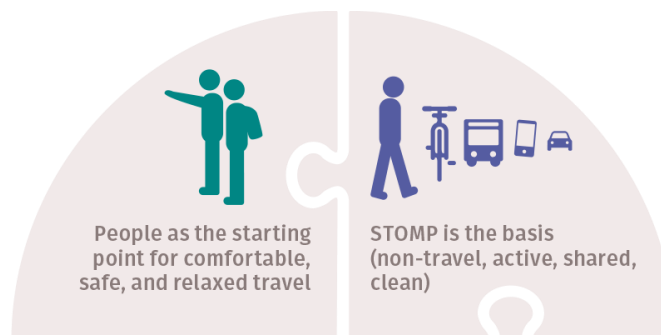 People as the starting
point for comfortable,
safe, and relaxed travel
STOMP is the basis
(non-travel, active, shared,
clean)